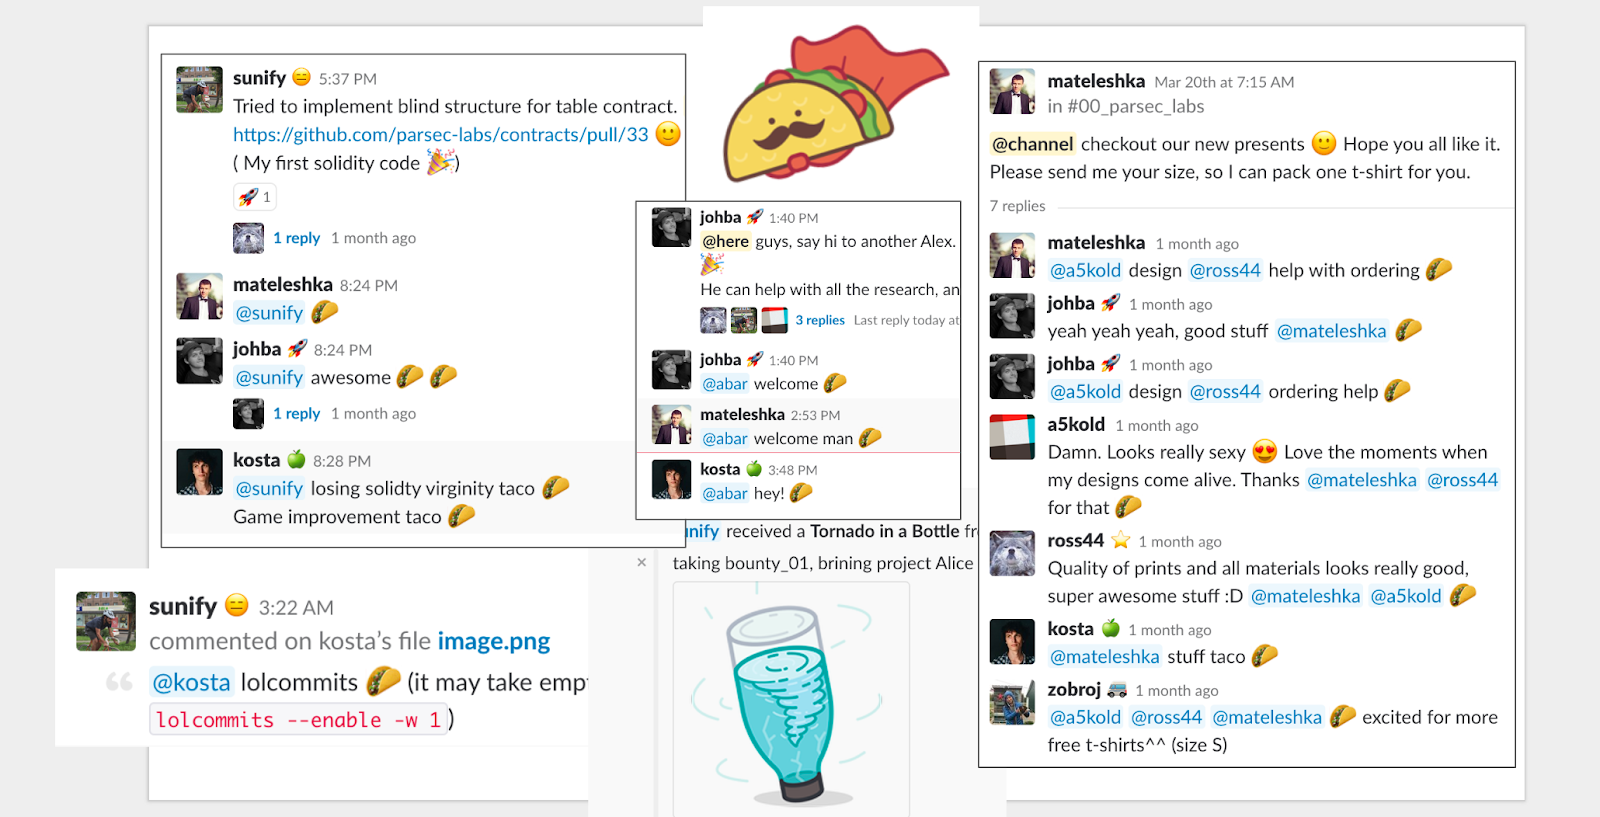 sunify 5:37 PM
Tried to implement blind structure for table contract.
https://github.com/parsec-labs/contracts/pull/33
( My first solidity code )
1
1 reply 1 month ago
mateleshka 8:24 PM
@sunify
johba 8:24 PM
@sunify awesome
1 reply 1 month ago
kosta 8:28 PM
@sunify losing solidty virginity taco
Game improvement taco
sunify 3:22 AM
commented on kosta's file image.png
@kosta lolcommits (it may take
lolcommits --enable -w 1)
johba 1:40 PM
@here guys, say hi to another Alex.
He can help with all the research, an
3 replies Last reply today at
johba 1:40 PM
@abar welcome
mateleshka 2:53 PM
@abar welcome man
kosta 3:48 PM
@abar hey!
unify received a Tornado in a Bottle
taking bounty_01, brining project Alice
mateleshka Mar 20th at 7:15 AM
in #00_parsec_labs
@channel checkout our new presents Hope you all like it.
Please send me your size, so I can pack one t-shirt for you.
7 replies
mateleshka 1 month ago
@a5kold design @ross44 help with ordering
johba 1 month ago
yeah yeah yeah, good stuff @mateleshka
johba 1 month ago
@a5kold design @ross44 ordering help
a5kold 1 month ago
Damn. Looks really sexy Love the moments when
my designs come alive. Thanks @mateleshka @ross44
for that
ross44 1 month ago
Quality of prints and all materials looks really good,
super awesome stuff :D @mateleshka @a5kold
kosta 1 month ago
@mateleshka stuff taco
zobroj 1 month ago
@a5kold @ross44 @mateleshka excited for more
free t-shirts^^ (size S)